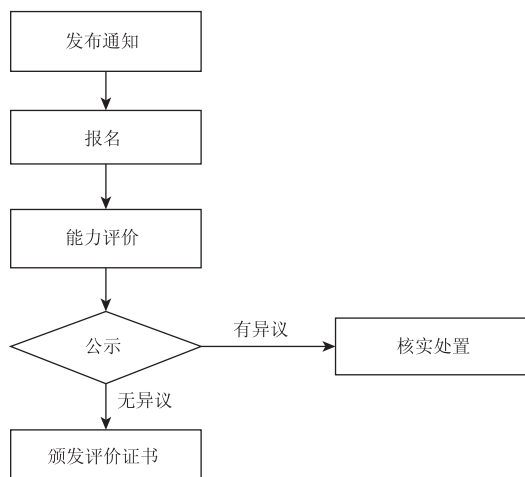 发布通知
报名
能力评价
公示
有异议
核实处置
无异议
颁发评价证书